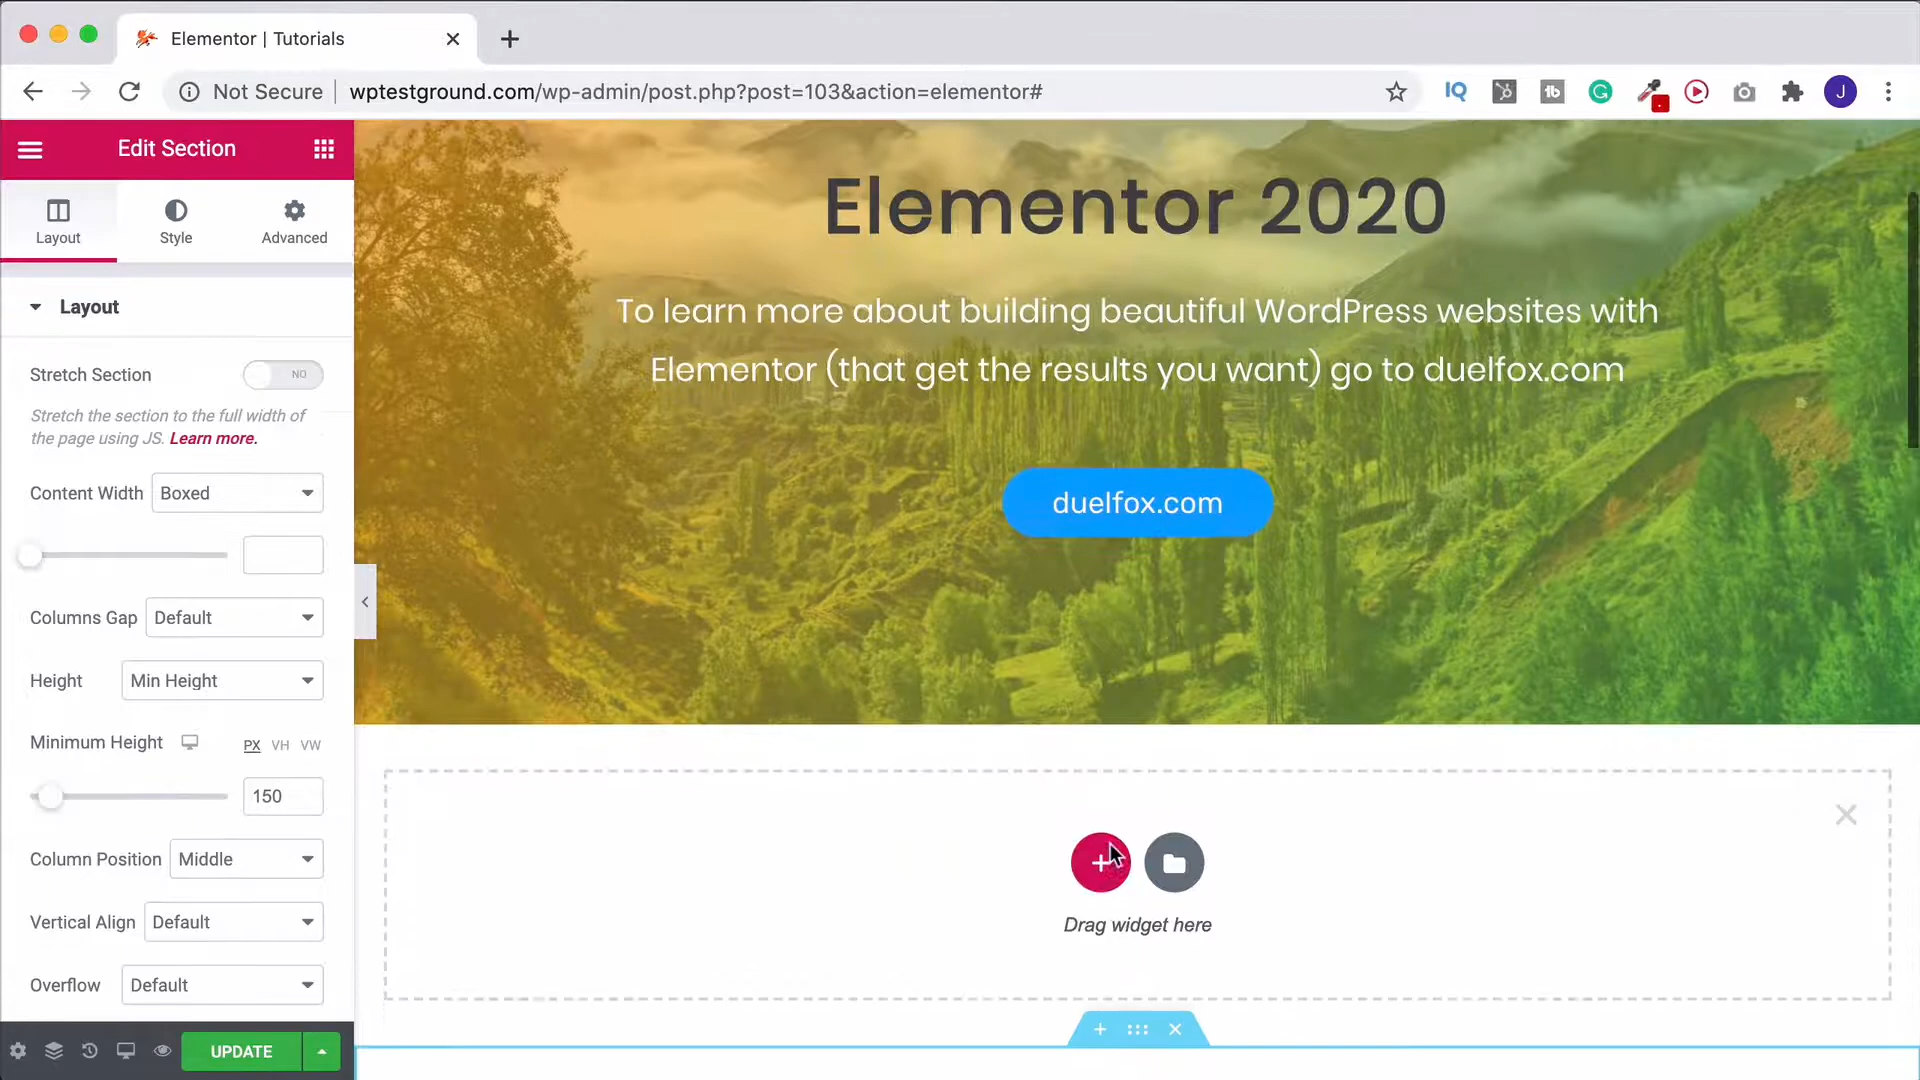 Elementor | Tutorials
Not Secure
wptestground.com/wp-admin/post.php?post=103&action=elementor#
IQ
tb
G
J
Edit Section
Layout
Style
Advanced
Layout
Stretch Section
NO
Stretch the section to the full width of
the page using JS. Learn more.
Content Width
Boxed
Columns Gap
Default
Height
Min Height
Minimum Height
PX VH VW
150
Column Position
Middle
Vertical Align
Default
Overflow
Default
UPDATE
Elementor 2020
To learn more about building beautiful WordPress websites with
Elementor (that get the results you want) go to duelfox.com
duelfox.com
Drag widget here